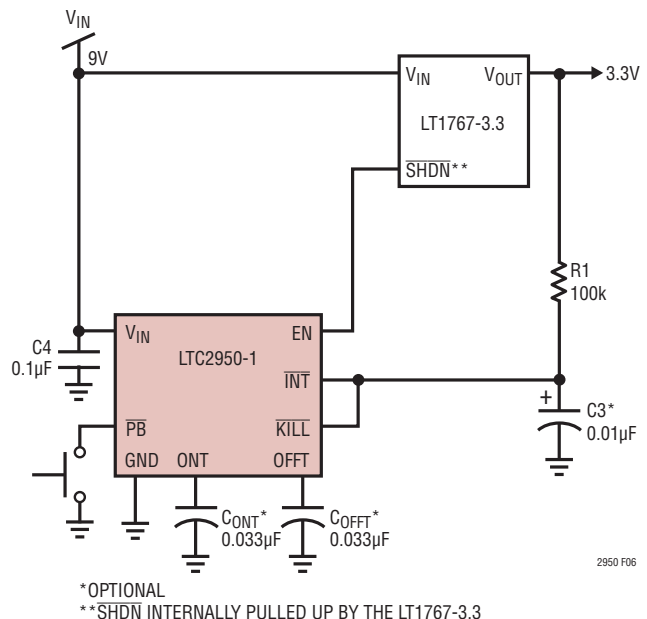 VIN
9V
VIN VOUT
3.3V
LT1767-3.3
SHDN**
R1
100k
C4
0.1µF
VIN EN
LTC2950-1
INT
PB KILL
GND ONT OFFT
+
C3*
0.01µF
CONT*
0.033µF
COFFT*
0.033µF
2950 F06
*OPTIONAL
**SHDN INTERNALLY PULLED UP BY THE LT1767-3.3